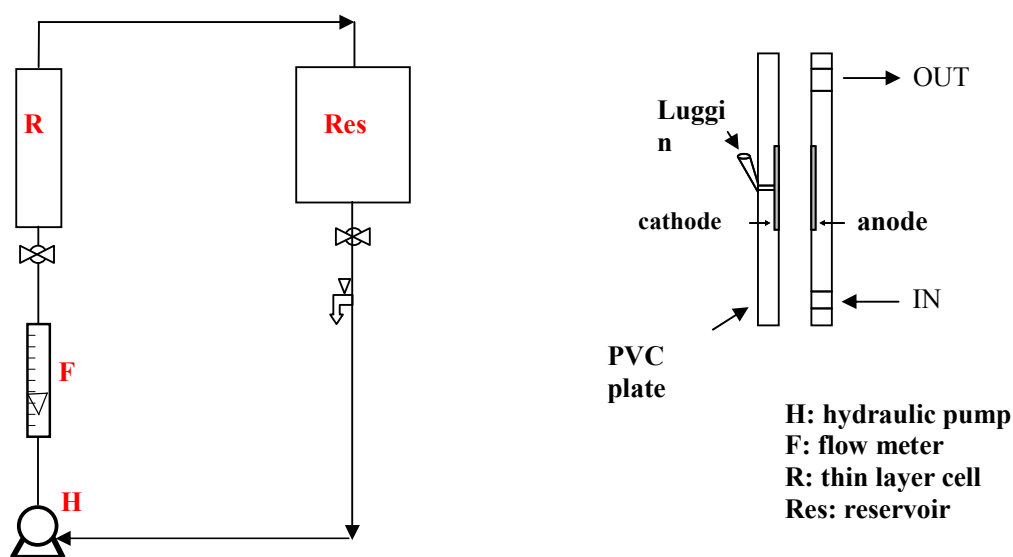 R
Res
F
H
Luggi
n
cathode
anode
OUT
IN
PVC
plate
H: hydraulic pump
F: flow meter
R: thin layer cell
Res: reservoir